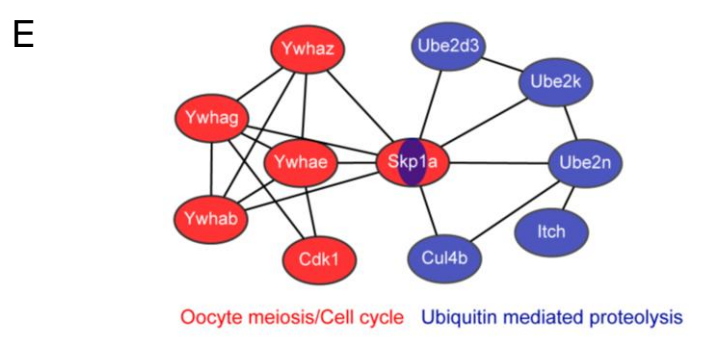 E
Ywhaz
Ube2d3
Ube2k
Ywhag
Ywhae
Skp1a
Ube2n
Ywhab
Itch
Cdk1
Cul4b
Oocyte meiosis/Cell cycle Ubiquitin mediated proteolysis